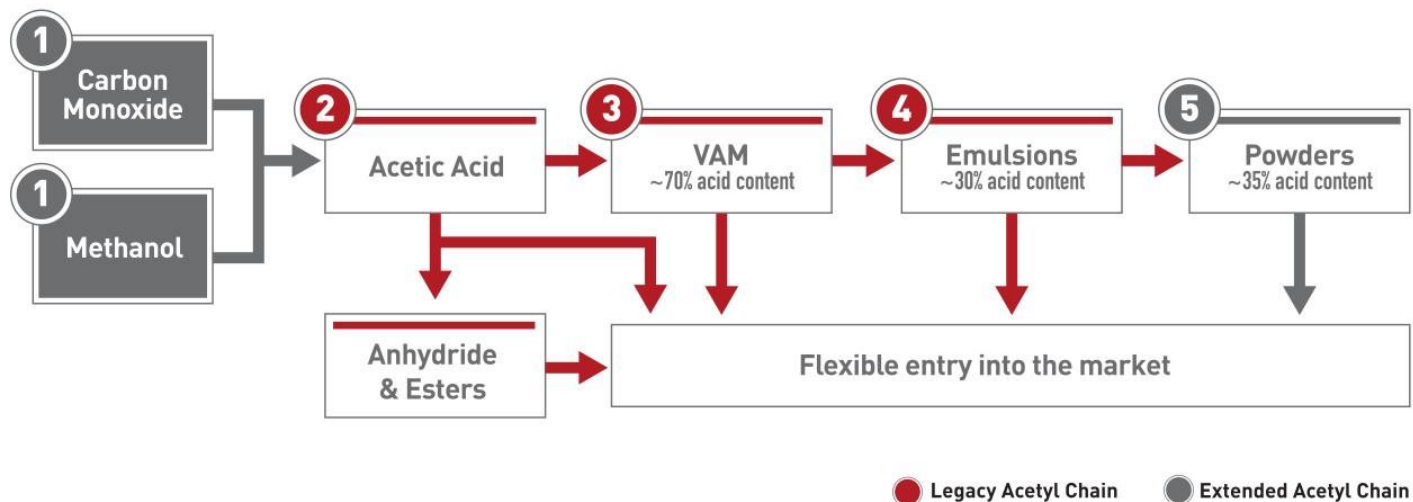 1
Carbon
Monoxide
1
Methanol
2
Acetic Acid
3
VAM
~70% acid content
4
Emulsions
~30% acid content
5
Powders
~35% acid content
Anhydride
& Esters
Flexible entry into the market
Legacy Acetyl Chain
Extended Acetyl Chain